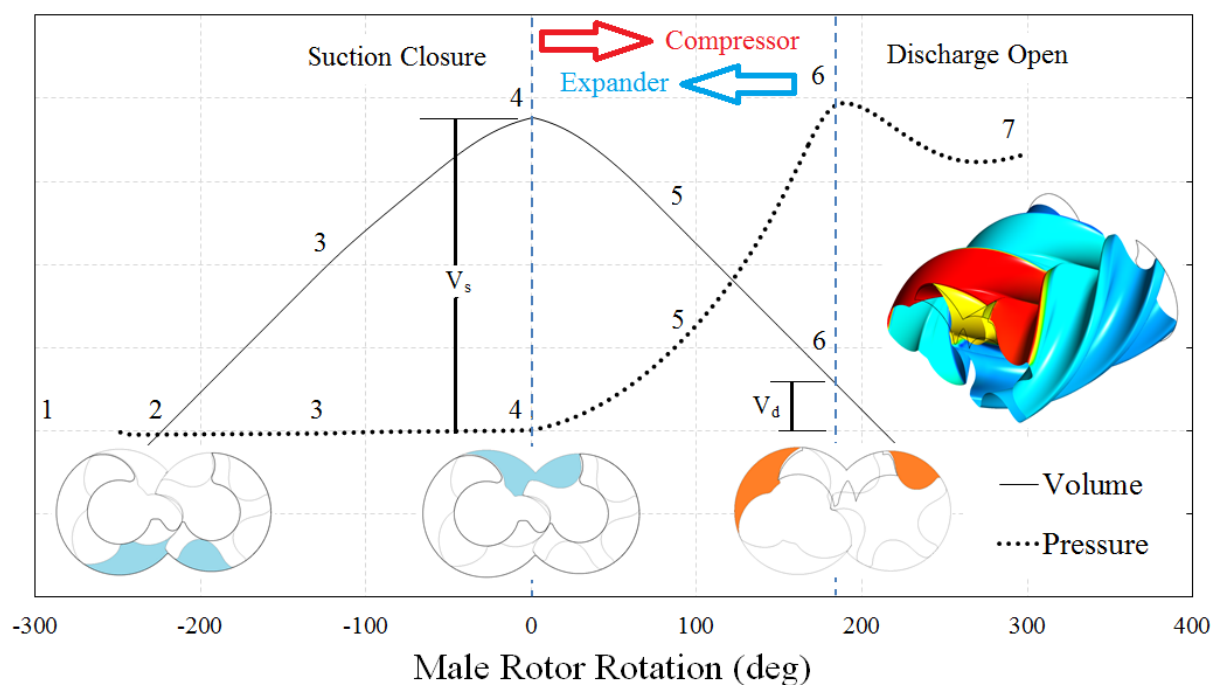 Suction Closure
Compressor
Discharge Open
Expander
6
4
7
5
3
Vs
5
6
1
2
3
4
Vd
Volume
Pressure
-300
-200
-100
0
100
200
300
400
Male Rotor Rotation (deg)